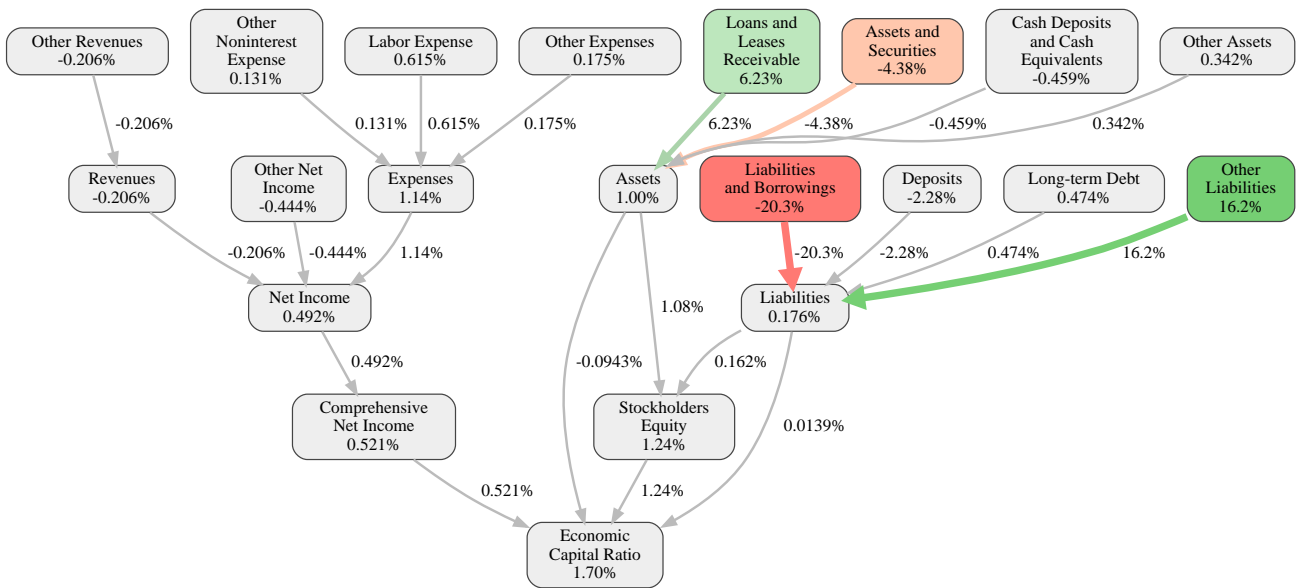 Other Revenues
-0.206%
Other
Noninterest
Expense
0.131%
Labor Expense
0.615%
Other Expenses
0.175%
Loans and
Leases
Receivable
6.23%
Assets and
Securities
-4.38%
Cash Deposits
and Cash
Equivalents
-0.459%
Other Assets
0.342%
-0.206%
0.131%
0.615%
0.175%
6.23%
-4.38%
-0.459%
0.342%
Revenues
-0.206%
Other Net
Income
-0.444%
Expenses
1.14%
Assets
1.00%
Liabilities
and Borrowings
-20.3%
Deposits
-2.28%
Long-term Debt
0.474%
Other
Liabilities
16.2%
-0.206%
-0.444%
1.14%
-20.3%
-2.28%
0.474%
16.2%
Net Income
0.492%
Liabilities
0.176%
1.08%
0.492%
-0.0943%
0.162%
Comprehensive
Net Income
0.521%
Stockholders
Equity
1.24%
0.0139%
0.521%
1.24%
Economic
Capital Ratio
1.70%